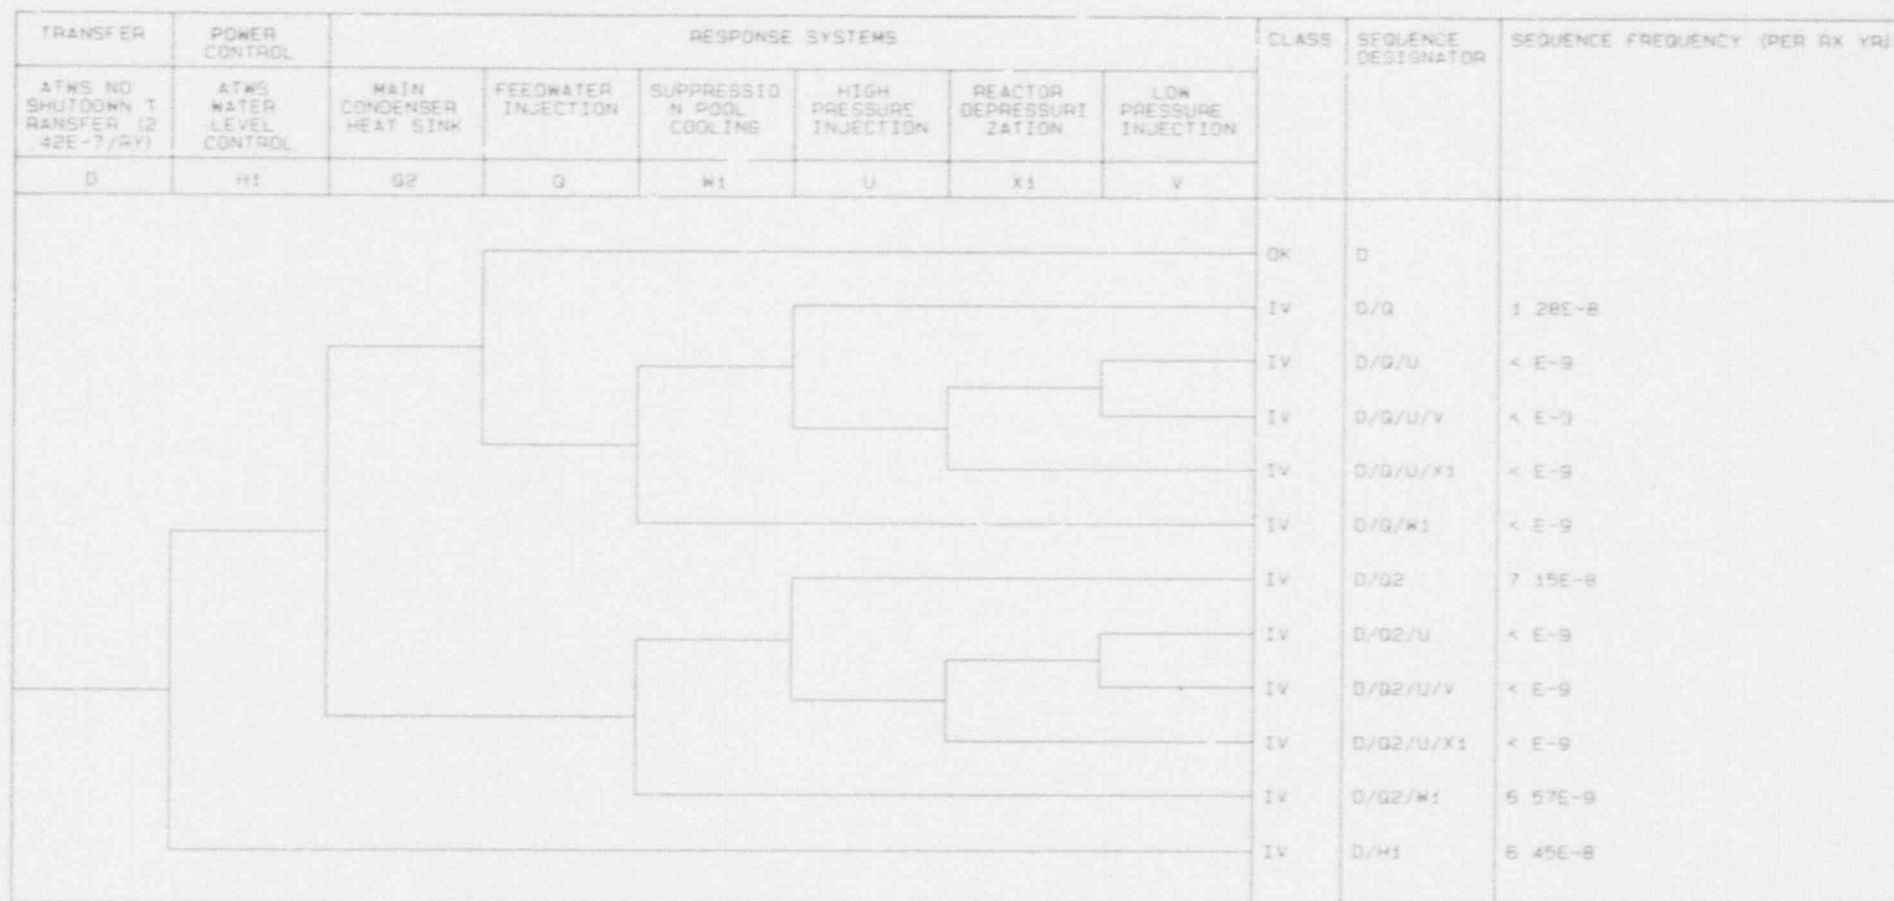 TRANSFER
POWER
CONTROL
RESPONSE SYSTEMS
CLASS
SEQUENCE
DESIGNATOR
SEQUENCE FREQUENCY (PER RX YR)
ATWS NO
SHUTDOWN T
RANSFER (2
42E-7/RY)
ATWS
WATER
LEVEL
CONTROL
MAIN
CONDENSER
HEAT SINK
FEEDWATER
INJECTION
SUPPRESSIO
N POOL
COOLING
HIGH
PRESSURE
INJECTION
REACTOR
DEPRESSURI
ZATION
LOW
PRESSURE
INJECTION
D H1 Q2 Q W1 U X1 V
OK D
IV D/Q 1 28E-8
IV D/Q/U < E-9
IV D/Q/U/V < E-9
IV D/Q/U/X1 < E-9
IV D/Q/W1 < E-9
IV D/Q2 7 15E-8
IV D/Q2/U < E-9
IV D/Q2/U/V < E-9
IV D/Q2/U/X1 < E-9
IV D/Q2/W1 6 57E-9
IV D/H1 6 45E-8